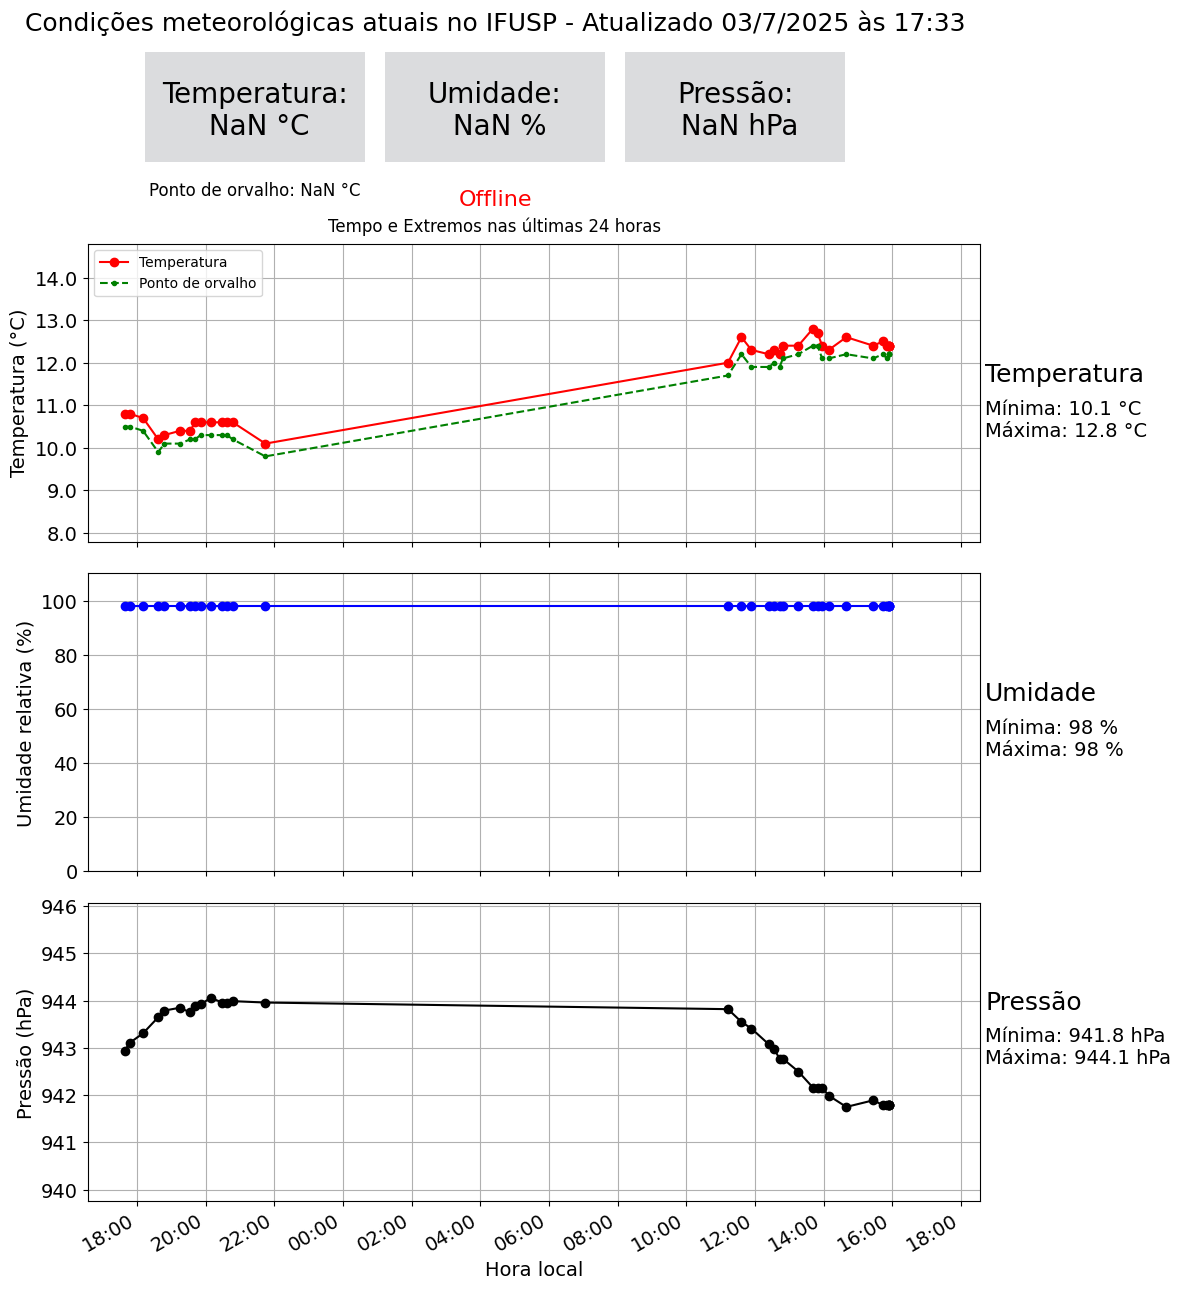 Condições meteorológicas atuais no IFUSP - Atualizado 03/7/2025 às 17:33
Temperatura:
NaN °C
Umidade:
NaN %
Pressão:
NaN hPa
Ponto de orvalho: NaN °C
Offline
Tempo e Extremos nas últimas 24 horas
Temperatura
Ponto de orvalho
Temperatura (°C)
14.0
13.0
12.0
11.0
10.0
9.0
8.0
Temperatura
Mínima: 10.1 °C
Máxima: 12.8 °C
Umidade relativa (%)
100
80
60
40
20
0
Umidade
Mínima: 98 %
Máxima: 98 %
Pressão (hPa)
946
945
944
943
942
941
940
Pressão
Mínima: 941.8 hPa
Máxima: 944.1 hPa
18:00 20:00 22:00 00:00 02:00 04:00 06:00 08:00 10:00 12:00 14:00 16:00 18:00
Hora local